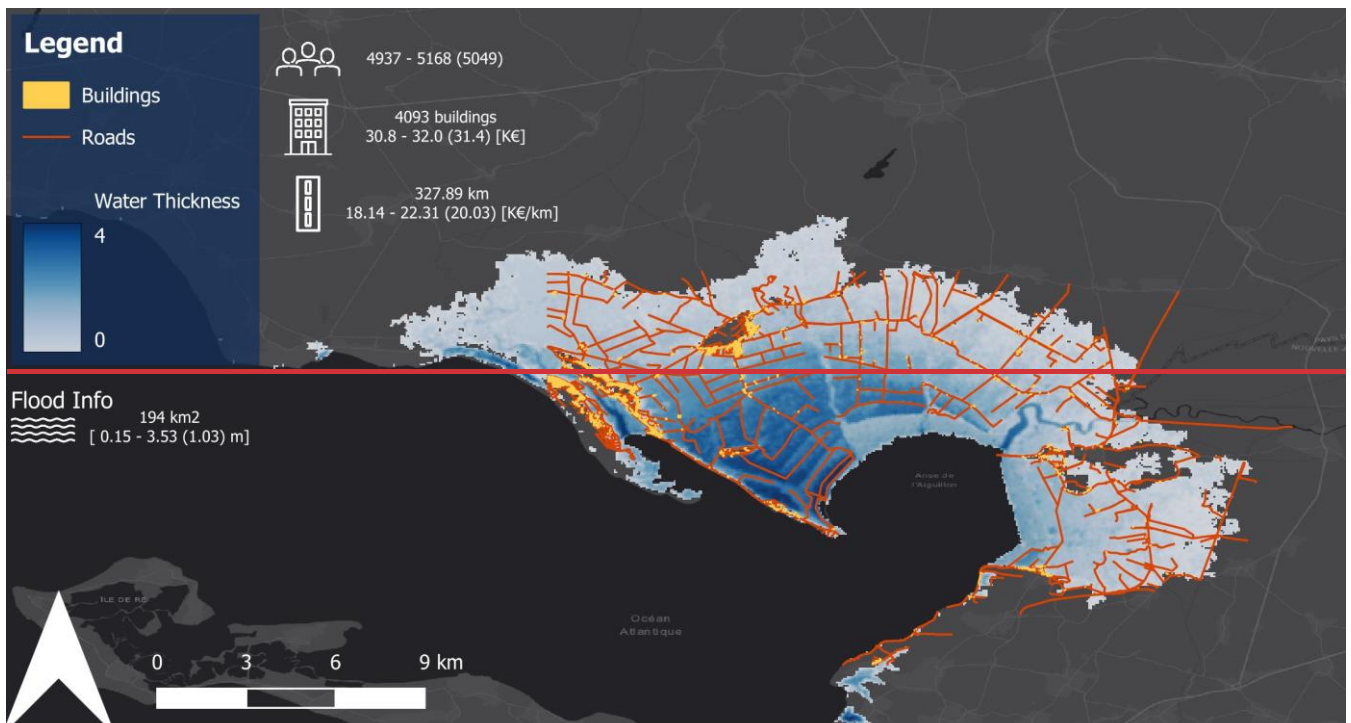 Legend
Buildings
Roads
Water Thickness
4
0
4937 - 5168 (5049)
4093 buildings
30.8 - 32.0 (31.4) [K€]
327.89 km
18.14 - 22.31 (20.03) [K€/km]
Flood Info
194 km2
[ 0.15 - 3.53 (1.03) m]
Anse de
l'Aiguillon
ÎLE DE RÉ
Océan
Atlantique
0 3 6 9 km